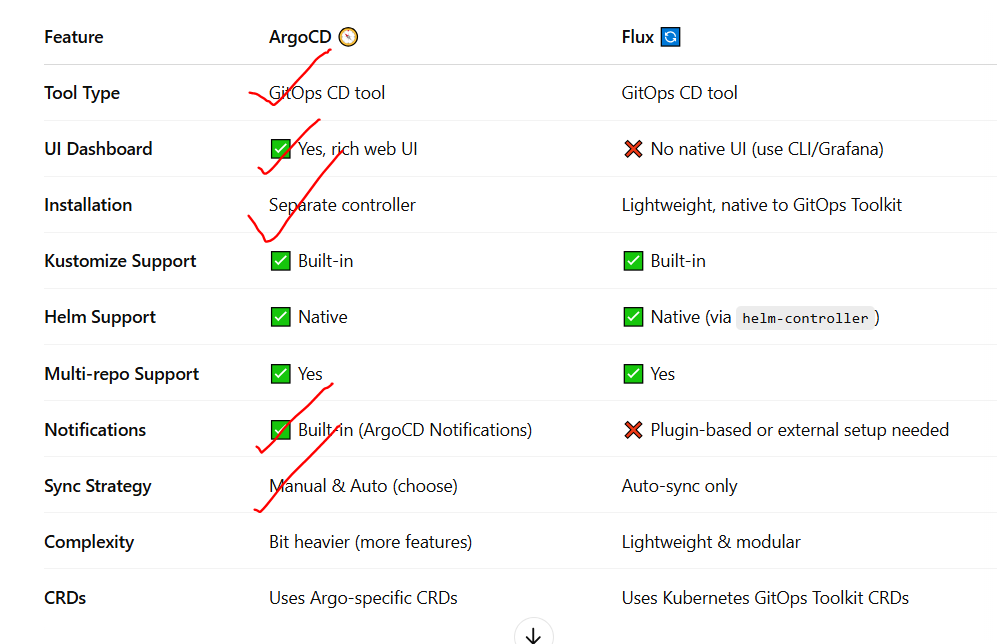 Feature ArgoCD Flux
Tool Type GitOps CD tool GitOps CD tool
UI Dashboard Yes, rich web UI No native UI (use CLI/Grafana)
Installation Separate controller Lightweight, native to GitOps Toolkit
Kustomize Support Built-in Built-in
Helm Support Native Native (via helm-controller)
Multi-repo Support Yes Yes
Notifications Built-in (ArgoCD Notifications) Plugin-based or external setup needed
Sync Strategy Manual & Auto (choose) Auto-sync only
Complexity Bit heavier (more features) Lightweight & modular
CRDs Uses Argo-specific CRDs Uses Kubernetes GitOps Toolkit CRDs